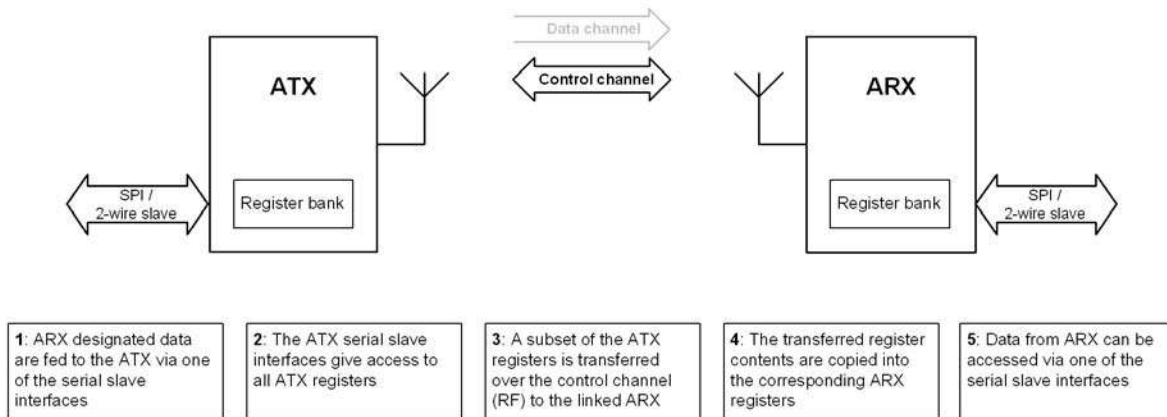 Data channel
ATX
Control channel
ARX
SPI /
2-wire slave
Register bank
Register bank
SPI /
2-wire slave
1: ARX designated data
are fed to the ATX via one
of the serial slave
interfaces
2: The ATX serial slave
interfaces give access to
all ATX registers
3: A subset of the ATX
registers is transferred
over the control channel
(RF) to the linked ARX
4: The transferred register
contents are copied into
the corresponding ARX
registers
5: Data from ARX can be
accessed via one of the
serial slave interfaces